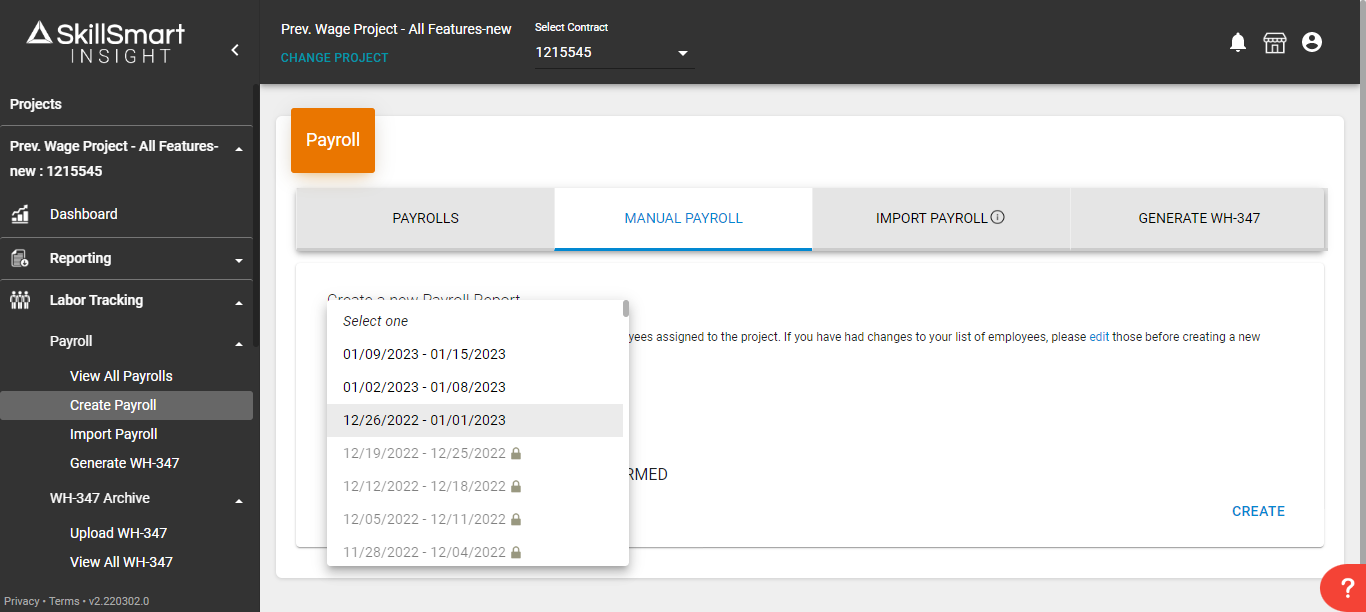 SkillSmart
INSIGHT
Prev. Wage Project - All Features-new
CHANGE PROJECT
Select Contract
1215545
Projects
Prev. Wage Project - All Features-
new : 1215545
Dashboard
Reporting
Labor Tracking
Payroll
View All Payrolls
Create Payroll
Import Payroll
Generate WH-347
WH-347 Archive
Upload WH-347
View All WH-347
Privacy • Terms • v2.220302.0
Payroll
PAYROLLS
MANUAL PAYROLL
IMPORT PAYROLL
GENERATE WH-347
Create a new Payroll Report
yees assigned to the project. If you have had changes to your list of employees, please edit those before creating a new
Select one
01/09/2023 - 01/15/2023
01/02/2023 - 01/08/2023
12/26/2022 - 01/01/2023
12/19/2022 - 12/25/2022
12/12/2022 - 12/18/2022
12/05/2022 - 12/11/2022
11/28/2022 - 12/04/2022
RMED
CREATE
?